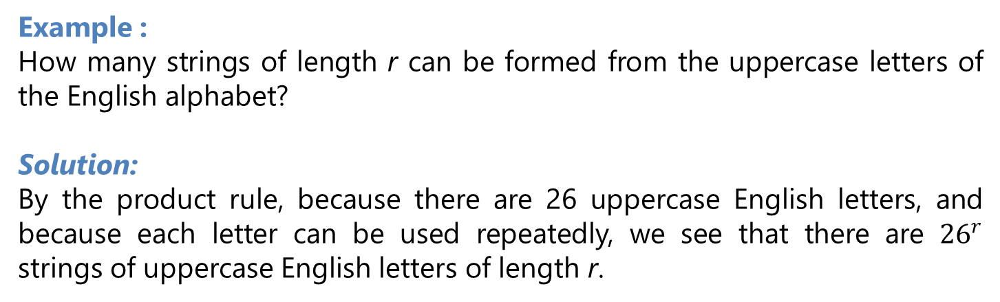 Example :
How many strings of length r can be formed from the uppercase letters of
the English alphabet?
Solution:
By the product rule, because there are 26 uppercase English letters, and
because each letter can be used repeatedly, we see that there are 26^r
strings of uppercase English letters of length r.